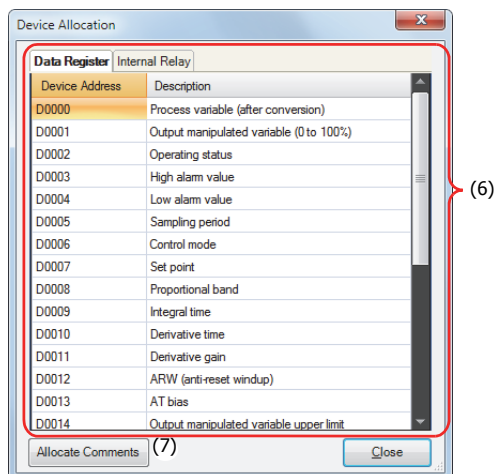 Device Allocation
x
Data Register Internal Relay
Device Address Description
D0000 Process variable (after conversion)
D0001 Output manipulated variable (0 to 100%)
D0002 Operating status
D0003 High alarm value
D0004 Low alarm value
D0005 Sampling period
D0006 Control mode
D0007 Set point
D0008 Proportional band
D0009 Integral time
D0010 Derivative time
D0011 Derivative gain
D0012 ARW (anti-reset windup)
D0013 AT bias
D0014 Output manipulated variable upper limit
(6)
Allocate Comments (7) Close